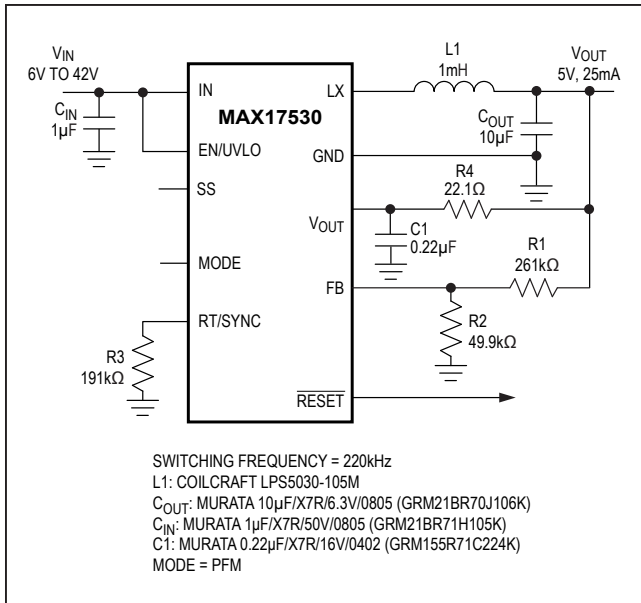 VIN
6V TO 42V
CIN
1µF
IN
EN/UVLO
SS
MODE
RT/SYNC
R3
191kΩ
MAX17530
LX
GND
VOUT
FB
RESET
L1
1mH
VOUT
5V, 25mA
COUT
10µF
R4
22.1Ω
C1
0.22µF
R1
261kΩ
R2
49.9kΩ
SWITCHING FREQUENCY = 220kHz
L1: COILCRAFT LPS5030-105M
COUT: MURATA 10µF/X7R/6.3V/0805 (GRM21BR70J106K)
CIN: MURATA 1µF/X7R/50V/0805 (GRM21BR71H105K)
C1: MURATA 0.22µF/X7R/16V/0402 (GRM155R71C224K)
MODE = PFM